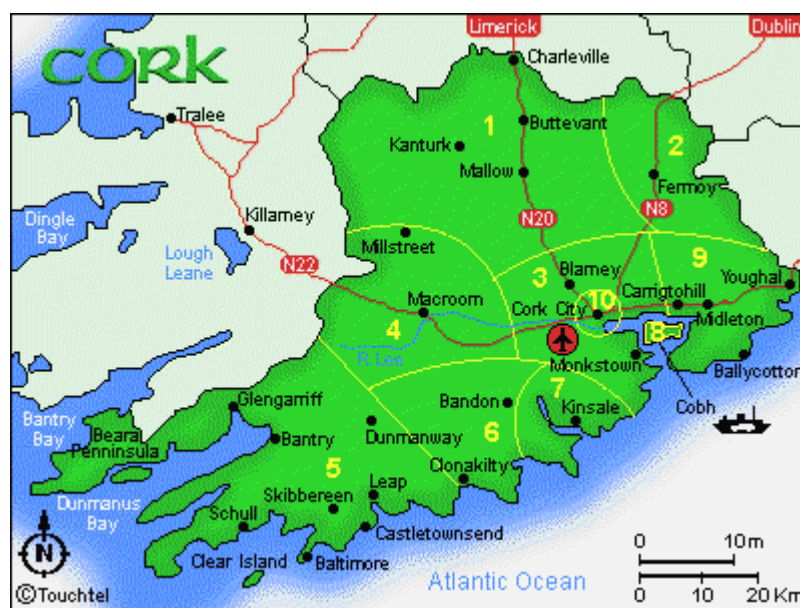 Limerick
Dublin
CORK
Charleville
Tralee
1
Buttevant
Kanturk
2
Mallow
Fermoy
Dingle
Bay
Killarney
N20
N8
Lough
Leane
Millstreet
9
N22
3
Blarney
Youghal
10
Carrigtohill
Macroom
Cork City
Midleton
4
8
R.Lee
Monkstown
Ballycotton
7
Glengarriff
Bandon
Kinsale
Cobh
Bantry
Bay
Beara
Penninsula
Bantry
Dunmanway
6
5
Clonakilty
Dunmanus
Bay
Leap
Skibbereen
Schull
Castletownsend
Clear Island
Baltimore
N
0 10m
Atlantic Ocean
0 10 20 Km
©Touchtel